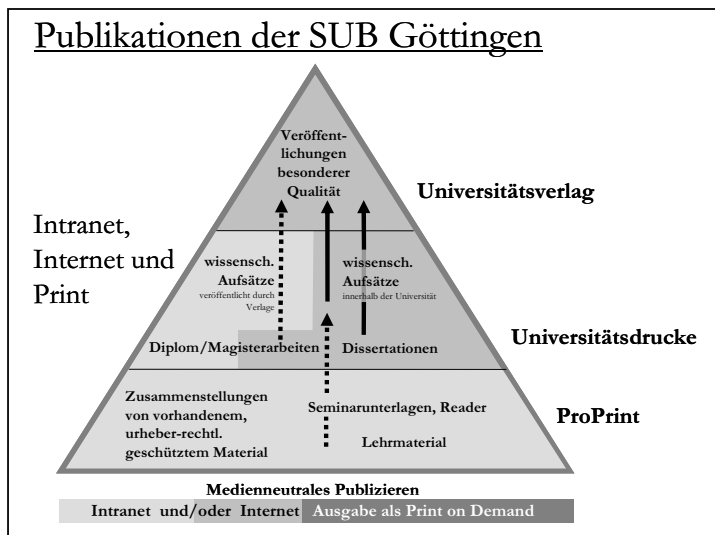 Publikationen der SUB Göttingen
Veröffent-
lichungen
besonderer
Qualität
Universitätsverlag
Intranet,
Internet und
Print
wissensch.
Aufsätze
veröffentlicht durch
Verlage
wissensch.
Aufsätze
innerhalb der Universität
Diplom/Magisterarbeiten
Dissertationen
Universitätsdrucke
Zusammenstellungen
von vorhandenem,
urheber-rechtl.
geschütztem Material
Seminarunterlagen, Reader
Lehrmaterial
ProPrint
Medienneutrales Publizieren
Intranet und/oder Internet
Ausgabe als Print on Demand